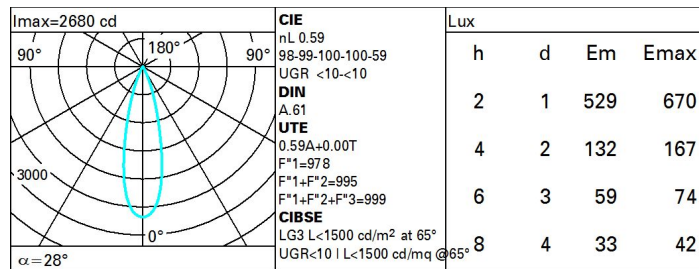 Imax=2680 cd
90°
180°
90°
3000
0°
α=28°
CIE
nL 0.59
98-99-100-100-59
UGR <10-<10
DIN
A.61
UTE
0.59A+0.00T
F"1=978
F"1+F"2=995
F"1+F"2+F"3=999
CIBSE
LG3 L<1500 cd/m² at 65°
UGR<10 | L<1500 cd/mq @65°
Lux
h d Em Emax
2 1 529 670
4 2 132 167
6 3 59 74
8 4 33 42